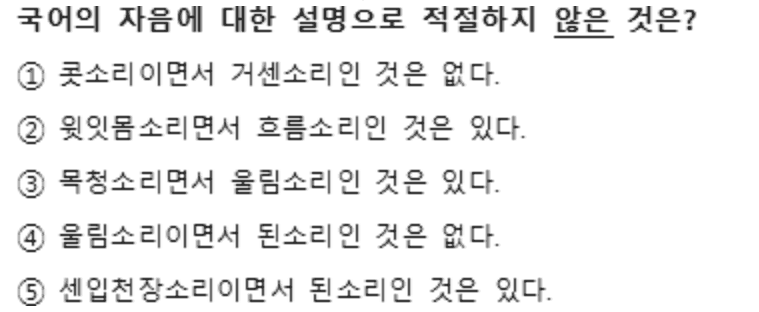 국어의 자음에 대한 설명으로 적절하지 않은 것은?
① 콧소리이면서 거센소리인 것은 없다.
② 윗잇몸소리면서 흐름소리인 것은 있다.
③ 목청소리면서 울림소리인 것은 있다.
④ 울림소리이면서 된소리인 것은 없다.
⑤ 센입천장소리이면서 된소리인 것은 있다.